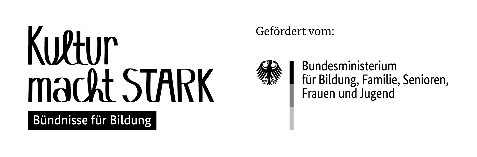 Kultur
macht STARK
Bündnisse für Bildung
Gefördert vom:
Bundesministerium
für Bildung, Familie, Senioren,
Frauen und Jugend